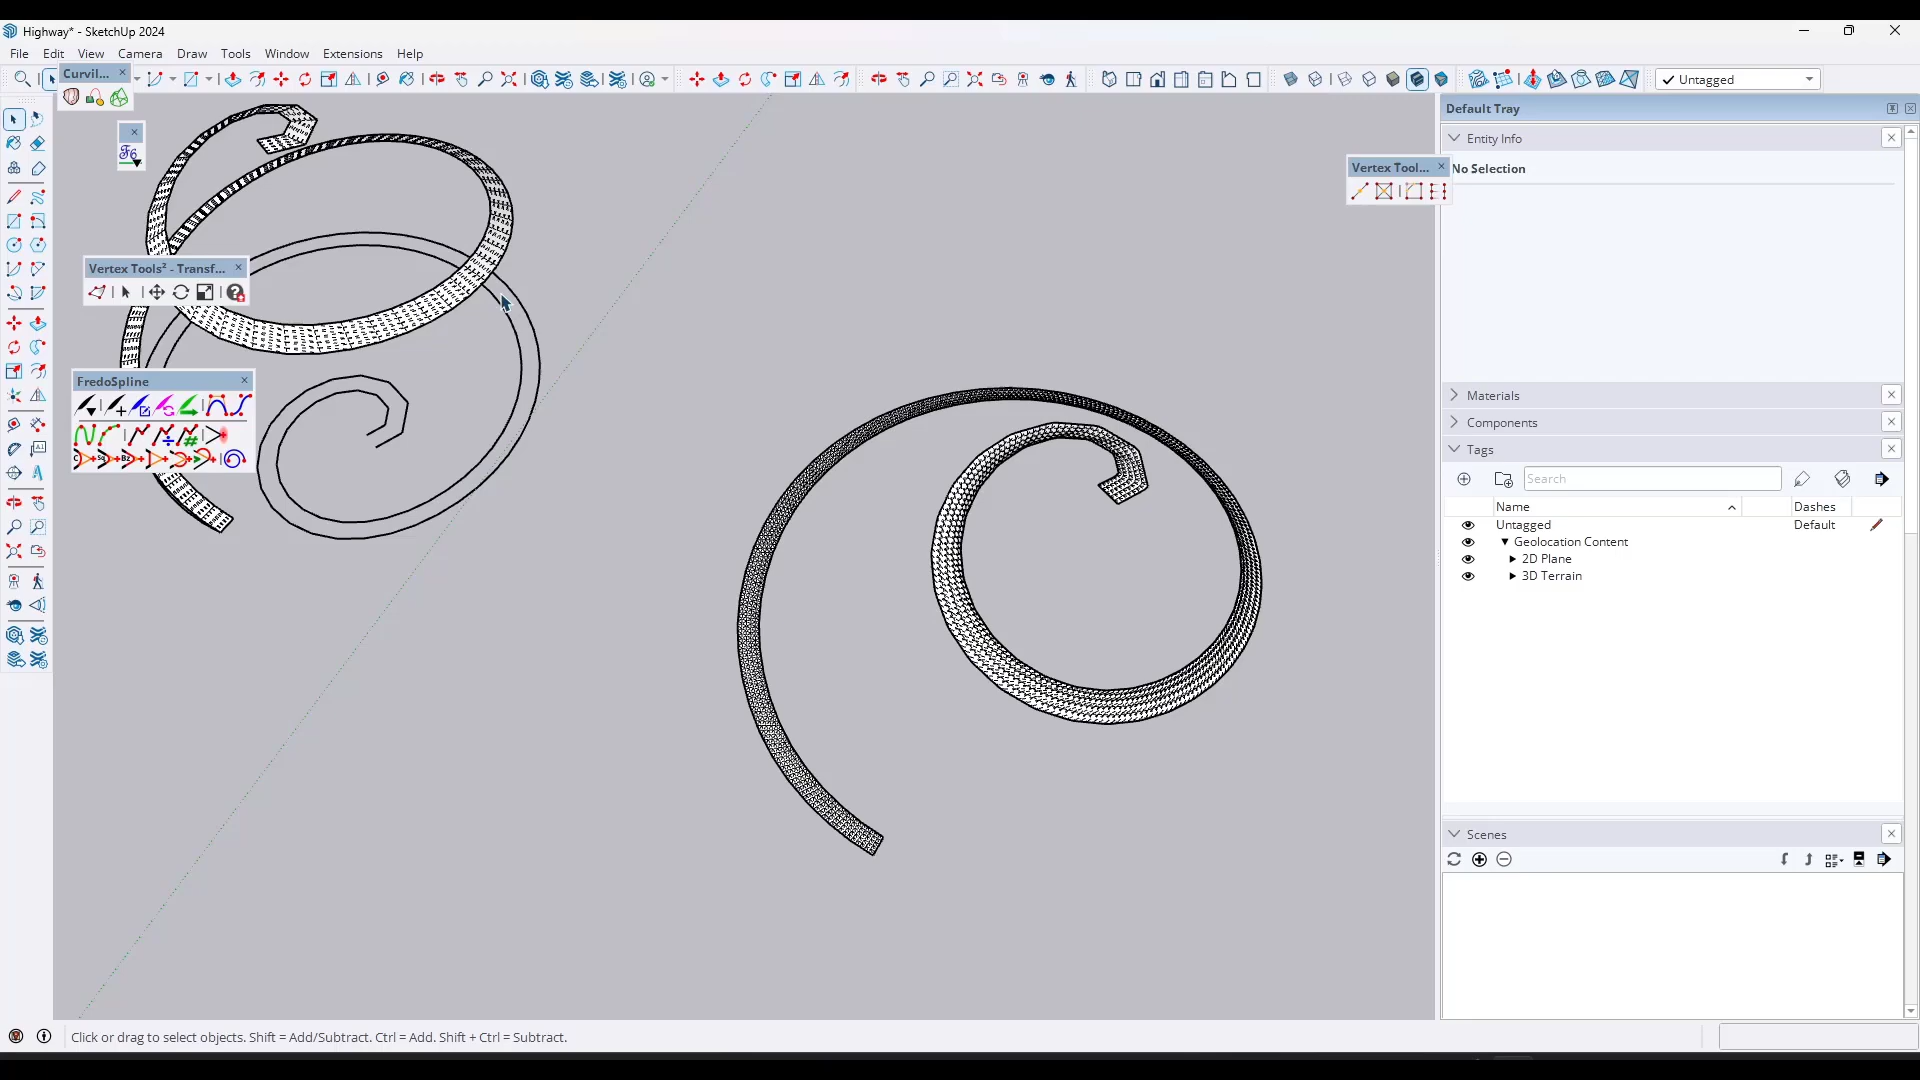 Highway* - SketchUp 2024
File Edit View Camera Draw Tools Window Extensions Help
Curvil...
Untagged
Default Tray
Entity Info
No Selection
Vertex Tool...
Vertex Tools² - Transf...
FredoSpline
Materials
Components
Tags
Search
Name Dashes
Untagged Default
Geolocation Content
2D Plane
3D Terrain
Scenes
Click or drag to select objects. Shift = Add/Subtract. Ctrl = Add. Shift + Ctrl = Subtract.